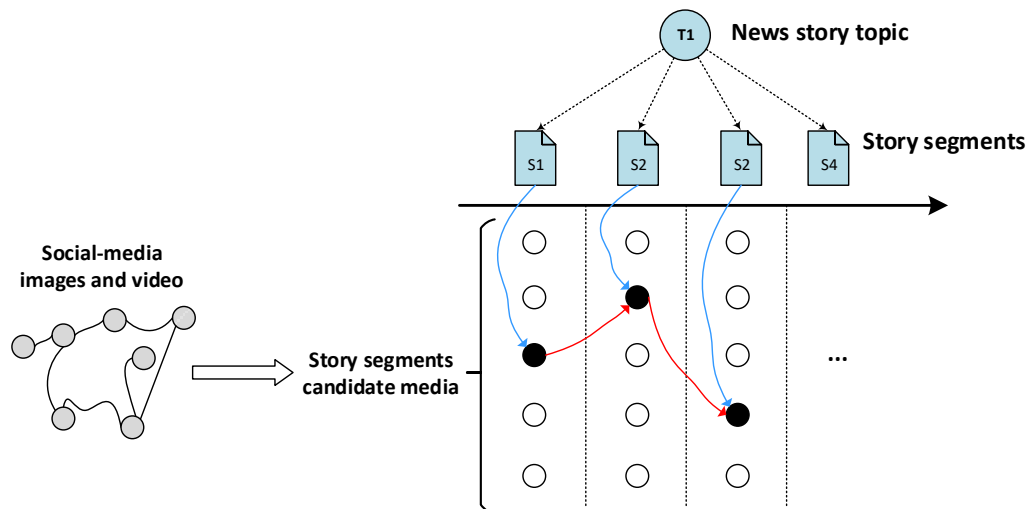 T1
News story topic
S1
S2
S2
S4
Story segments
Social-media
images and video
Story segments
candidate media
...